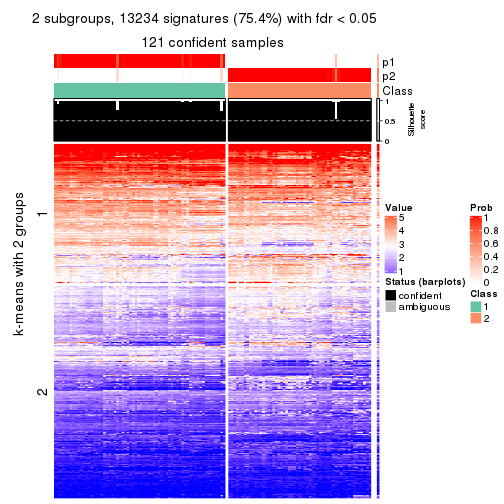 2 subgroups, 13234 signatures (75.4%) with fdr < 0.05
121 confident samples
p1
p2
Class
1
0.5
0
Silhouette
score
k-means with 2 groups
1
2
Value
5
4
3
2
1
Status (barplots)
confident
ambiguous
Prob
1
0.8
0.6
0.4
0.2
0
Class
1
2